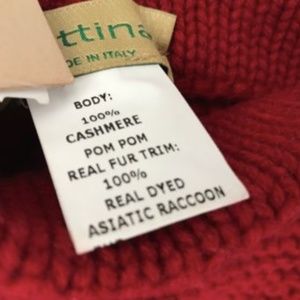 ttina
DE IN ITALY
BODY:
100%
CASHMERE
POM POM
REAL FUR TRIM:
100%
REAL DYED
ASIATIC RACCOON